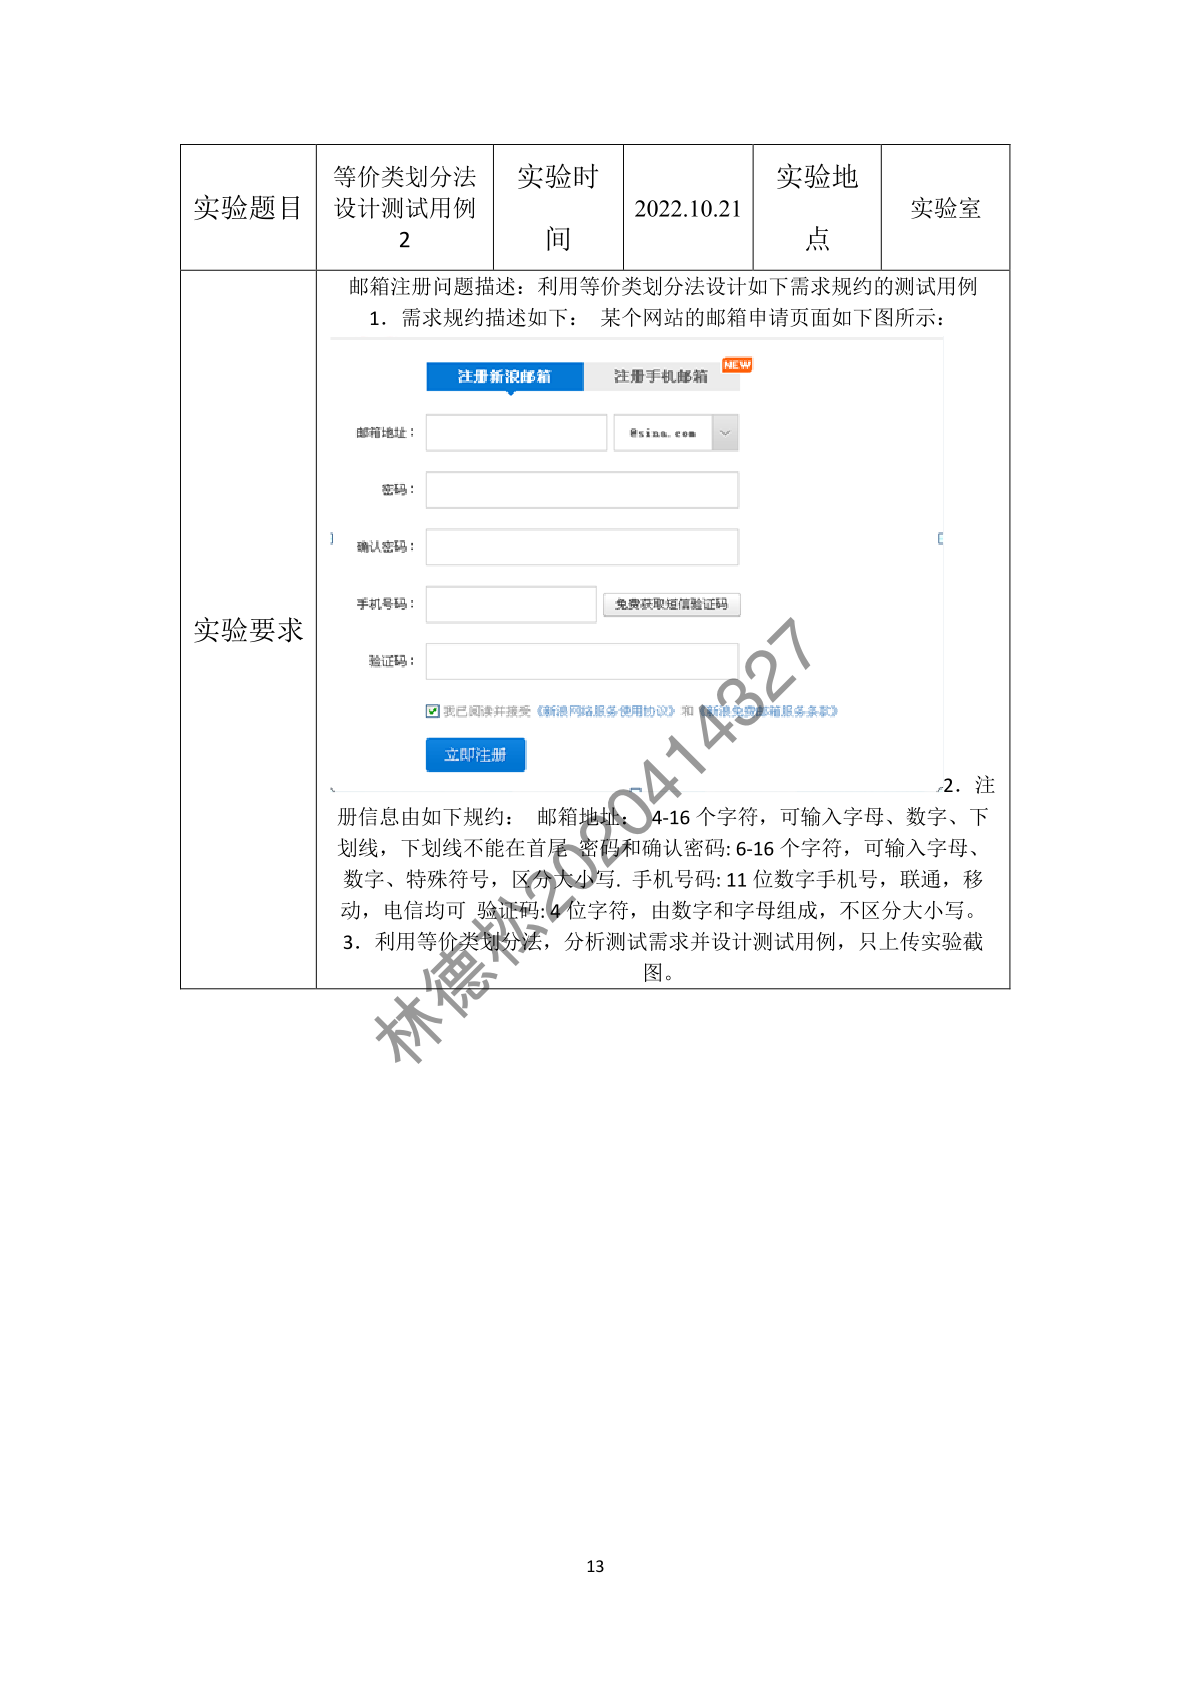 实验题目
等价类划分法
设计测试用例
2
实验时
间
2022.10.21
实验地
点
实验室
实验要求
邮箱注册问题描述：利用等价类划分法设计如下需求规约的测试用例
1．需求规约描述如下： 某个网站的邮箱申请页面如下图所示：
注册新浪邮箱
注册手机邮箱
NEW
邮箱地址：
@sina.com
密码：
确认密码：
手机号码：
免费获取短信验证码
验证码：
我已阅读并接受《新浪网络服务使用协议》和《新浪免费邮箱服务条款》
立即注册
2．注
册信息由如下规约： 邮箱地址： 4-16 个字符，可输入字母、数字、下
划线，下划线不能在首尾 密码和确认密码: 6-16 个字符，可输入字母、
数字、特殊符号，区分大小写. 手机号码: 11 位数字手机号，联通，移
动，电信均可 验证码: 4 位字符，由数字和字母组成，不区分大小写。
3．利用等价类划分法，分析测试需求并设计测试用例，只上传实验截
图。
林德松2020414327
13